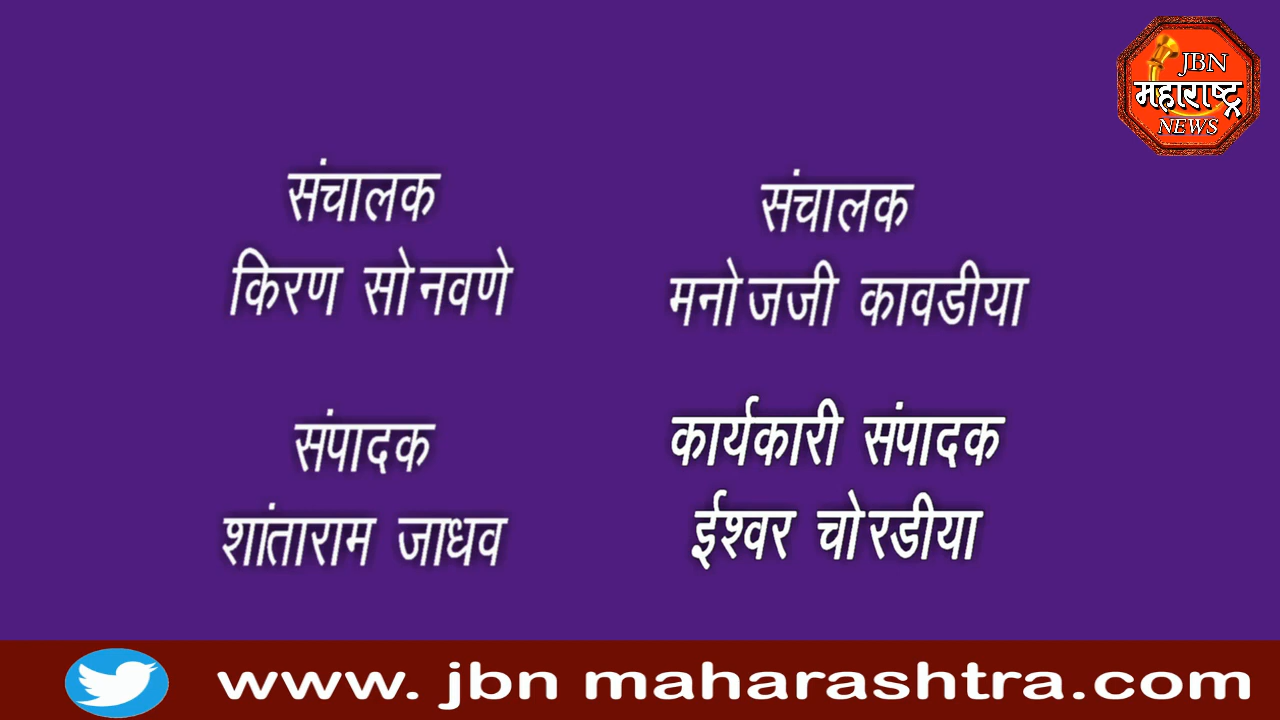 JBN
महाराष्ट्र
NEWS
संचालक
किरण सोनवणे
संचालक
मनोजजी कावडीया
संपादक
शांताराम जाधव
कार्यकारी संपादक
ईश्वर चोरडीया
www. jbn maharashtra.com